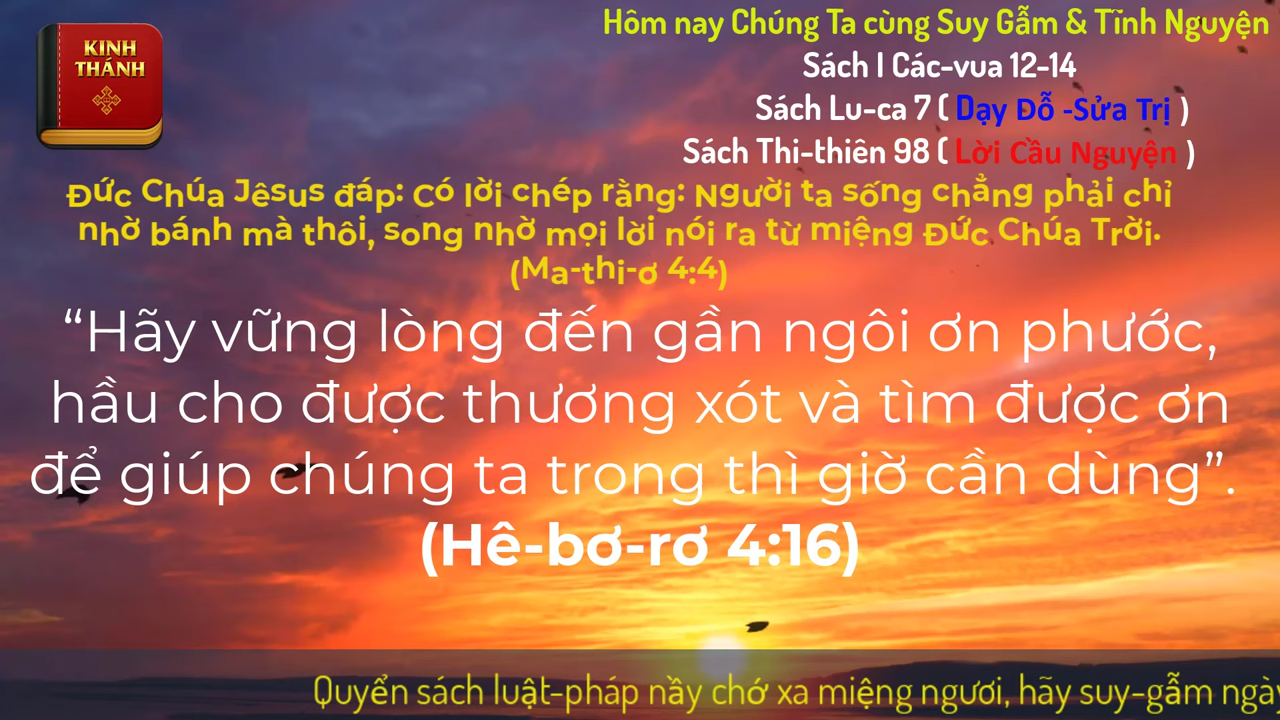 KINH
THÁNH
Hôm nay Chúng Ta cùng Suy Gẫm & Tĩnh Nguyện
Sách I Các-vua 12-14
Sách Lu-ca 7 ( Dạy Dỗ -Sửa Trị )
Sách Thi-thiên 98 ( Lời Cầu Nguyện )
Đức Chúa Jêsus đáp: Có lời chép rằng: Người ta sống chẳng phải chỉ
nhờ bánh mà thôi, song nhờ mọi lời nói ra từ miệng Đức Chúa Trời.
(Ma-thi-ơ 4:4)
“Hãy vững lòng đến gần ngôi ơn phước,
hầu cho được thương xót và tìm được ơn
để giúp chúng ta trong thì giờ cần dùng”.
(Hê-bơ-rơ 4:16)
Quyển sách luật-pháp nầy chớ xa miệng ngươi, hãy suy-gẫm ngày